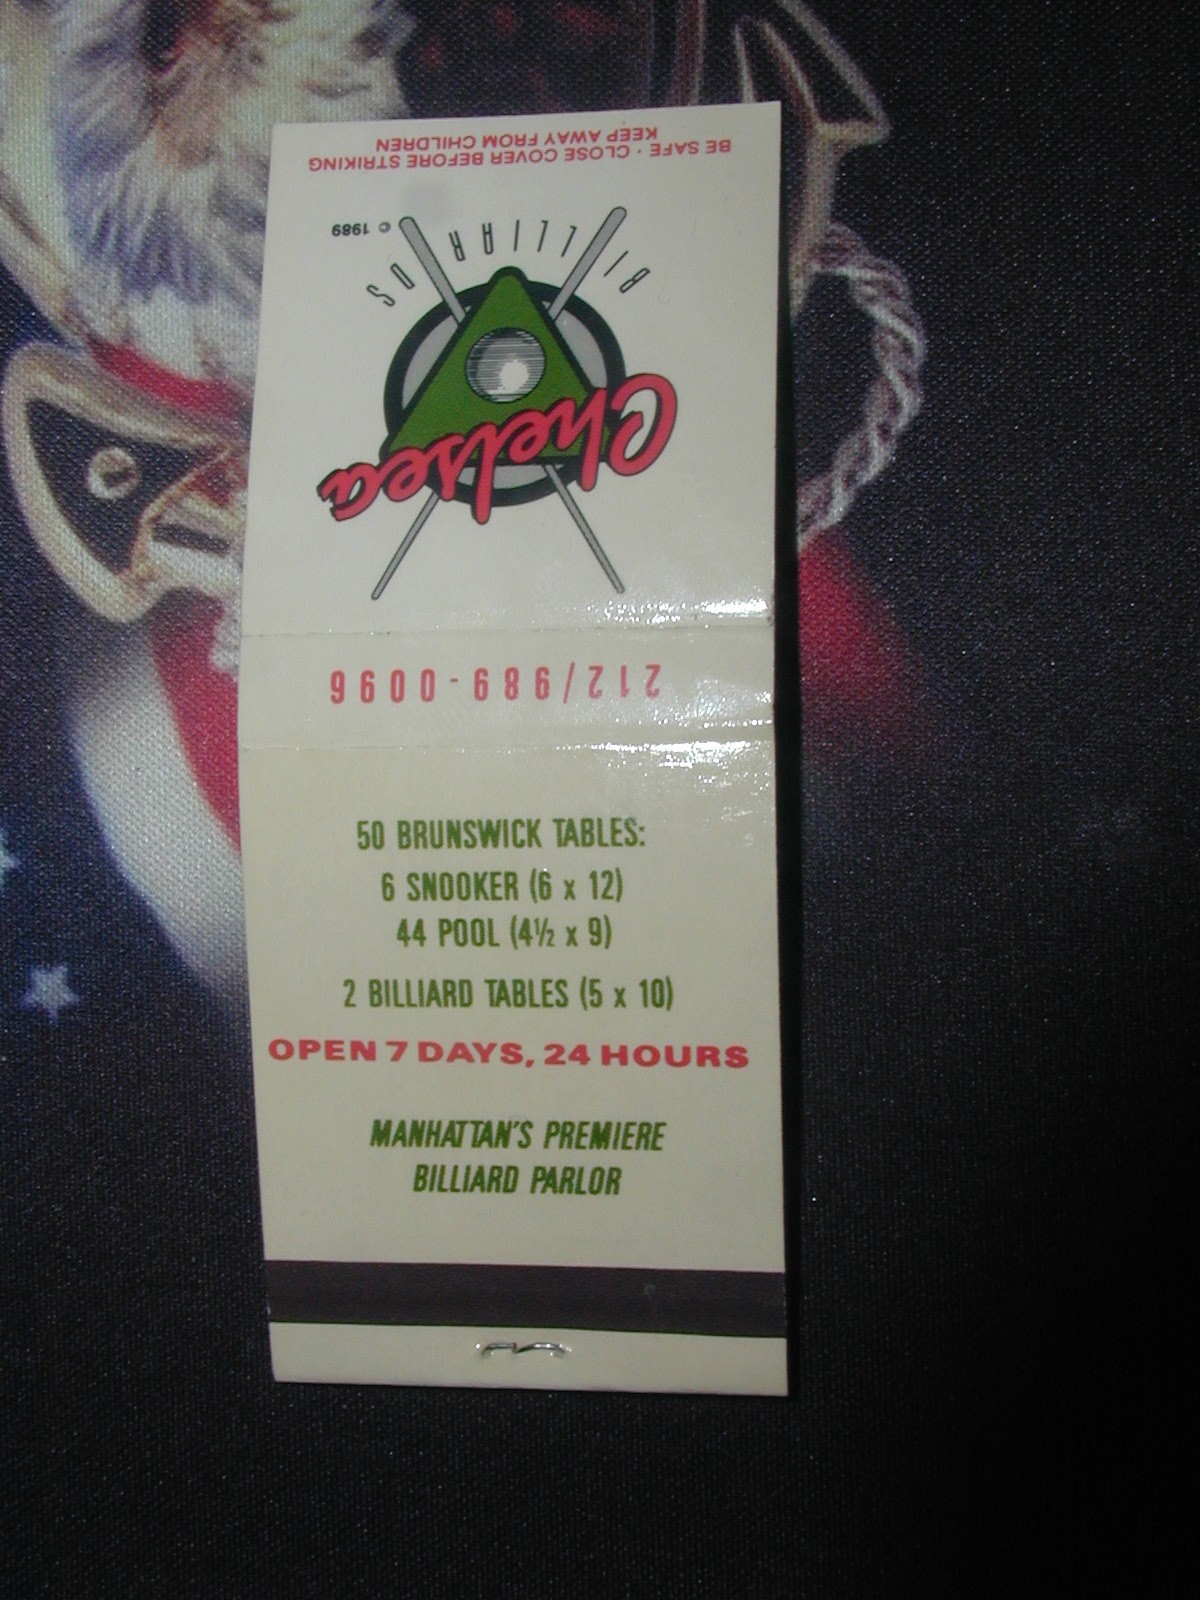 212/989-0096
Chelsea
BILLIARDS
© 1989
BE SAFE · CLOSE COVER BEFORE STRIKING
KEEP AWAY FROM CHILDREN
50 BRUNSWICK TABLES:
6 SNOOKER (6 x 12)
44 POOL (4½ x 9)
2 BILLIARD TABLES (5 x 10)
OPEN 7 DAYS, 24 HOURS
MANHATTAN'S PREMIERE
BILLIARD PARLOR